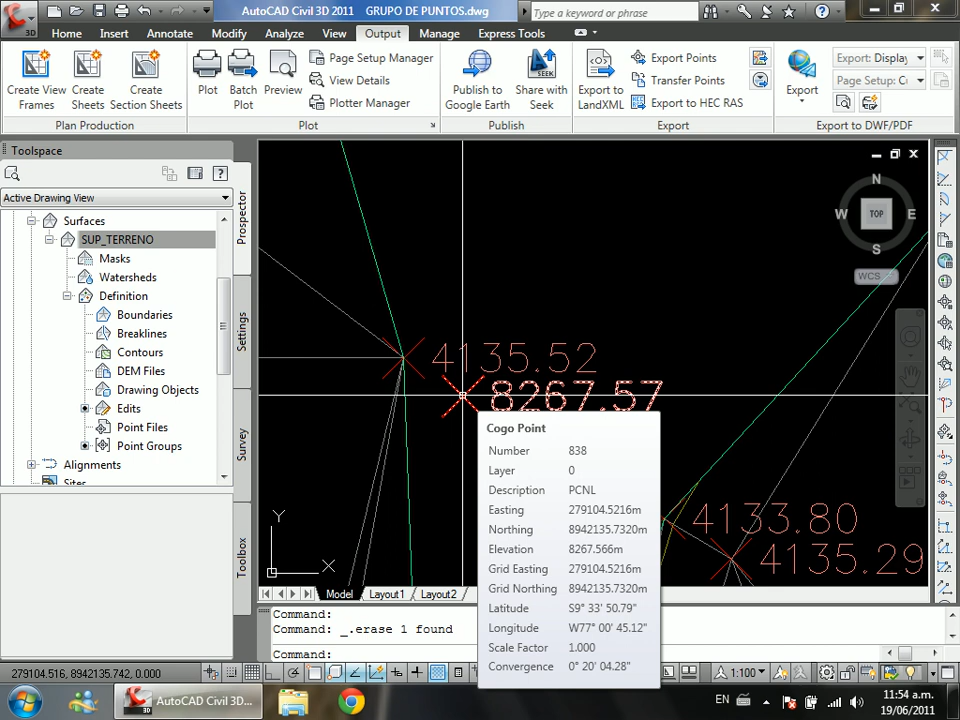 AutoCAD Civil 3D 2011 GRUPO DE PUNTOS.dwg
Type a keyword or phrase
3D
Home Insert Annotate Modify Analyze View Output Manage Express Tools
Create View Frames
Create Sheets
Create Section Sheets
Plan Production
Plot
Batch Plot
Preview
Page Setup Manager
View Details
Plotter Manager
Plot
Publish to Google Earth
SEEK
Share with Seek
Publish
Export to LandXML
Export Points
Transfer Points
Export to HEC RAS
Export
Export
Export: Display
Page Setup: C
Export to DWF/PDF
Toolspace
Active Drawing View
Surfaces
SUP_TERRENO
Masks
Watersheds
Definition
Boundaries
Breaklines
Contours
DEM Files
Drawing Objects
Edits
Point Files
Point Groups
Alignments
Sites
Prospector
Settings
Survey
Toolbox
N
W
TOP
E
S
WCS
4135.52
8267.57
4133.80
4135.29
Y
X
Cogo Point
Number 838
Layer 0
Description PCNL
Easting 279104.5216m
Northing 8942135.7320m
Elevation 8267.566m
Grid Easting 279104.5216m
Grid Northing 8942135.7320m
Latitude S9° 33' 50.79"
Longitude W77° 00' 45.12"
Scale Factor 1.000
Convergence 0° 20' 04.28"
Model Layout1 Layout2
Command:
Command: _.erase 1 found
Command:
279104.516, 8942135.742, 0.000
1:100
AutoCAD Civil 3D...
EN
11:54 a.m.
19/06/2011